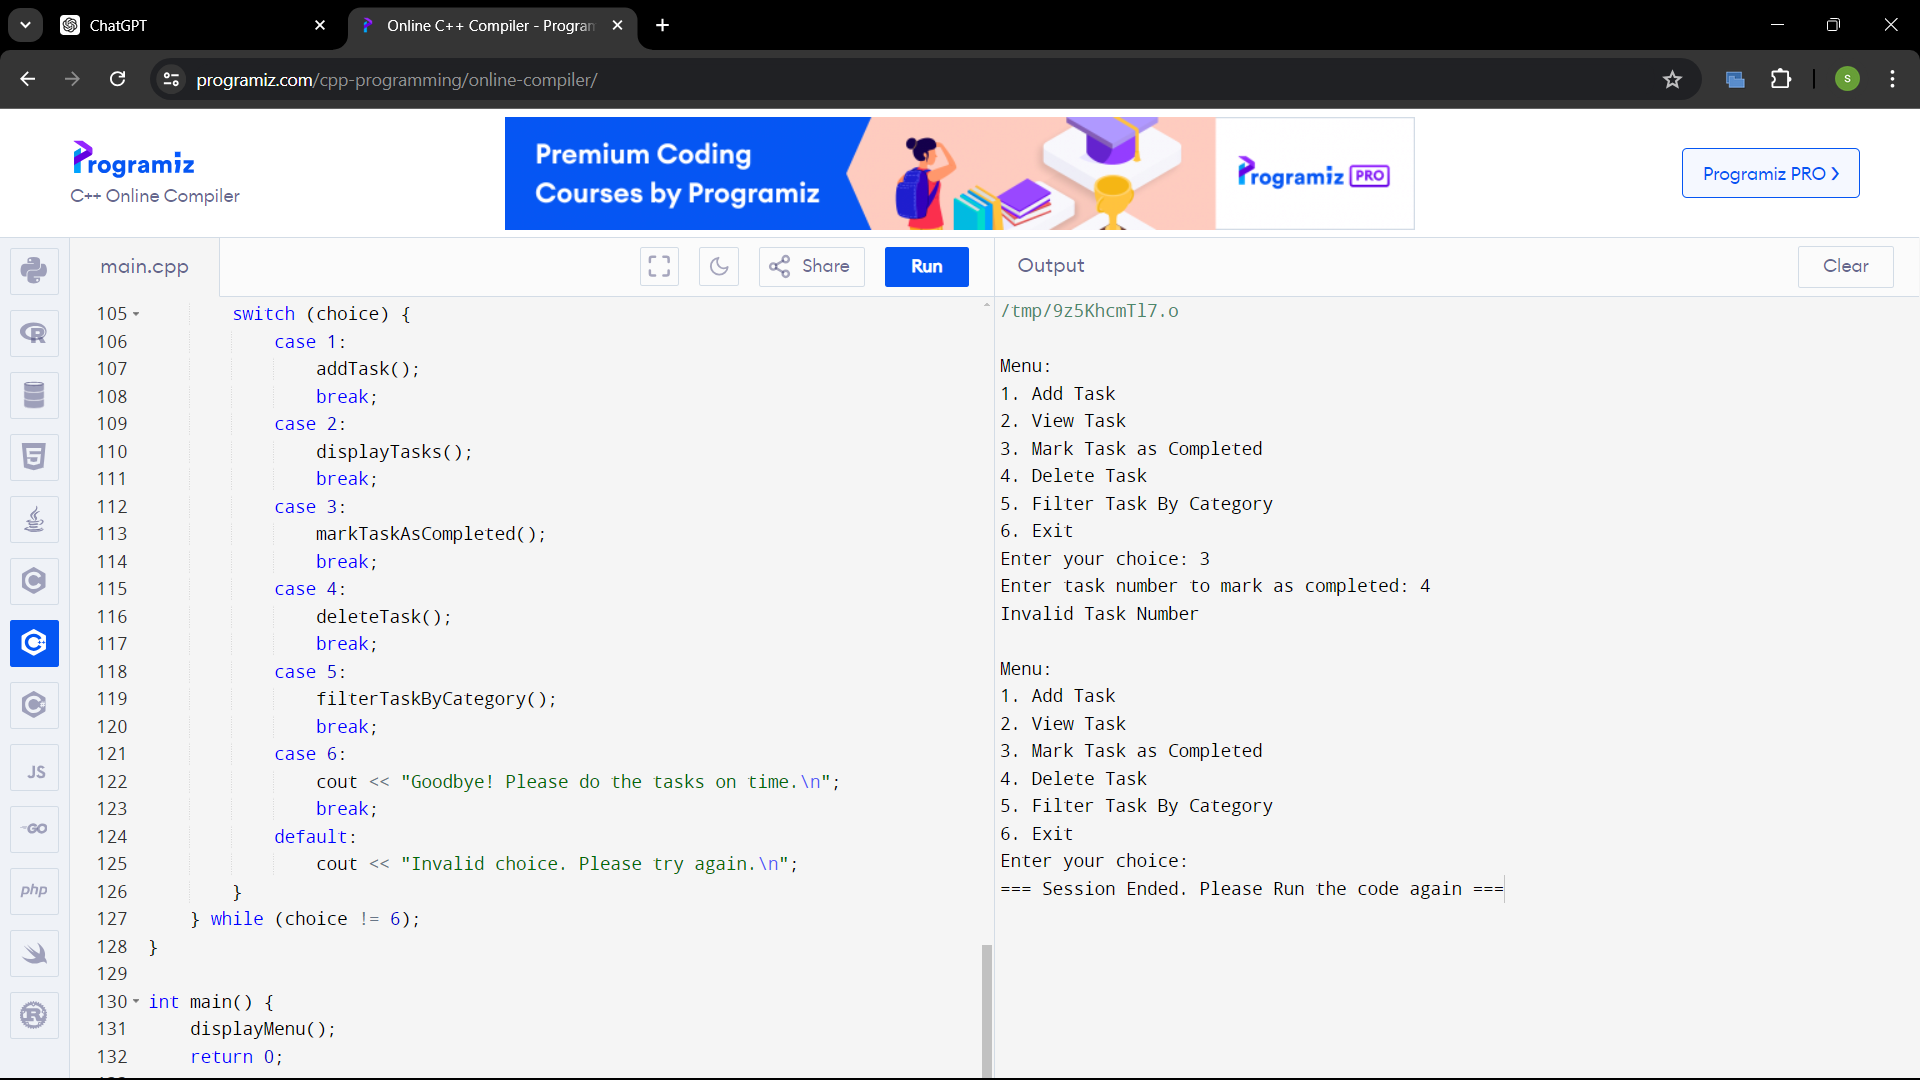 ChatGPT
Online C++ Compiler - Program
programiz.com/cpp-programming/online-compiler/
S
Programiz
C++ Online Compiler
Premium Coding
Courses by Programiz
Programiz PRO
Programiz PRO ❯
main.cpp
Share
Run
Output
Clear
105 switch (choice) {
106 case 1:
107 addTask();
108 break;
109 case 2:
110 displayTasks();
111 break;
112 case 3:
113 markTaskAsCompleted();
114 break;
115 case 4:
116 deleteTask();
117 break;
118 case 5:
119 filterTaskByCategory();
120 break;
121 case 6:
122 cout << "Goodbye! Please do the tasks on time.\n";
123 break;
124 default:
125 cout << "Invalid choice. Please try again.\n";
126 }
127 } while (choice != 6);
128 }
129
130 int main() {
131 displayMenu();
132 return 0;
R
5
C
C
C
JS
GO
php
R
/tmp/9z5KhcmTl7.o
Menu:
1. Add Task
2. View Task
3. Mark Task as Completed
4. Delete Task
5. Filter Task By Category
6. Exit
Enter your choice: 3
Enter task number to mark as completed: 4
Invalid Task Number
Menu:
1. Add Task
2. View Task
3. Mark Task as Completed
4. Delete Task
5. Filter Task By Category
6. Exit
Enter your choice:
=== Session Ended. Please Run the code again ===